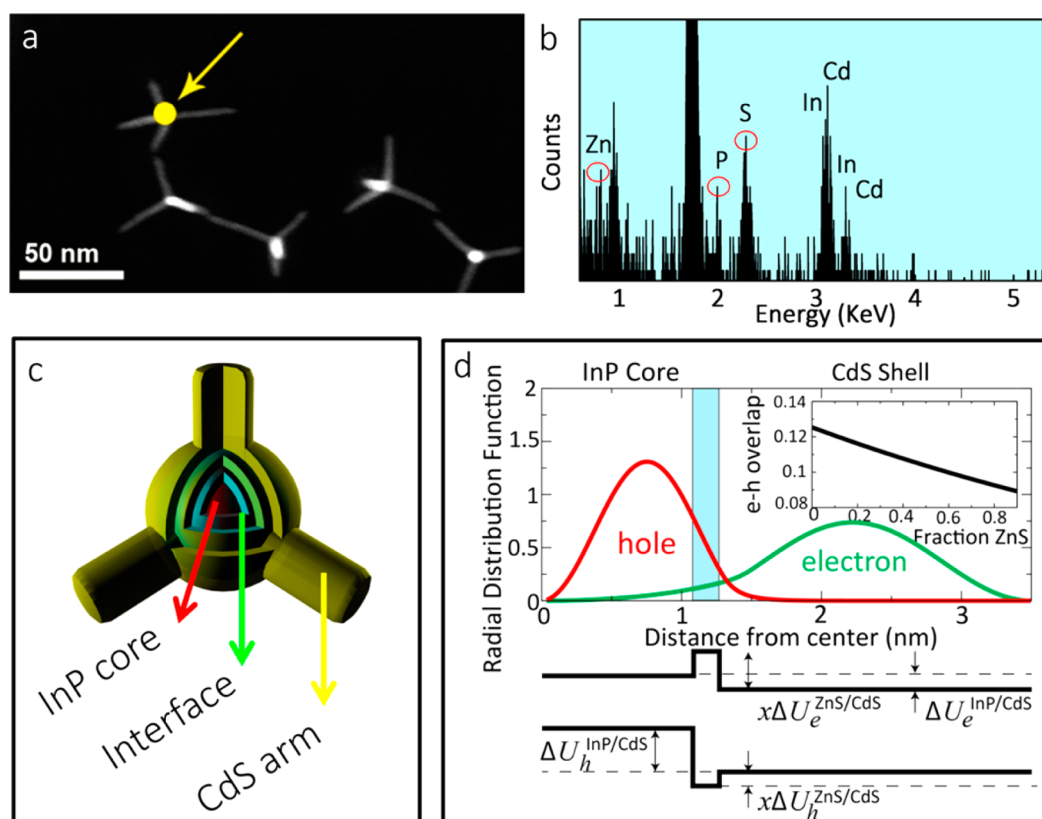 a
50 nm
b
Counts
Zn
P
S
In
Cd
In
Cd
1
2
3
4
5
Energy (KeV)
c
InP core
Interface
CdS arm
d
InP Core
CdS Shell
Radial Distribution Function
2
1.5
1
0.5
0
hole
electron
e-h overlap
0.14
0.12
0.1
0.08
0
0.2
0.4
0.6
0.8
Fraction ZnS
0
1
2
3
Distance from center (nm)
xΔU_e^{ZnS/CdS}
ΔU_e^{InP/CdS}
ΔU_h^{InP/CdS}
xΔU_h^{ZnS/CdS}